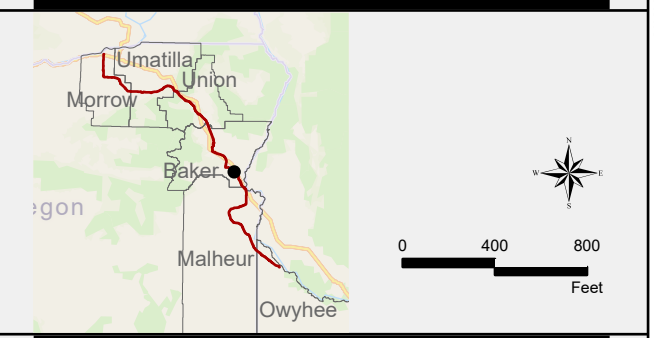 Umatilla
Union
Morrow
Baker
egon
Malheur
Owyhee
N
W E
S
0 400 800
Feet